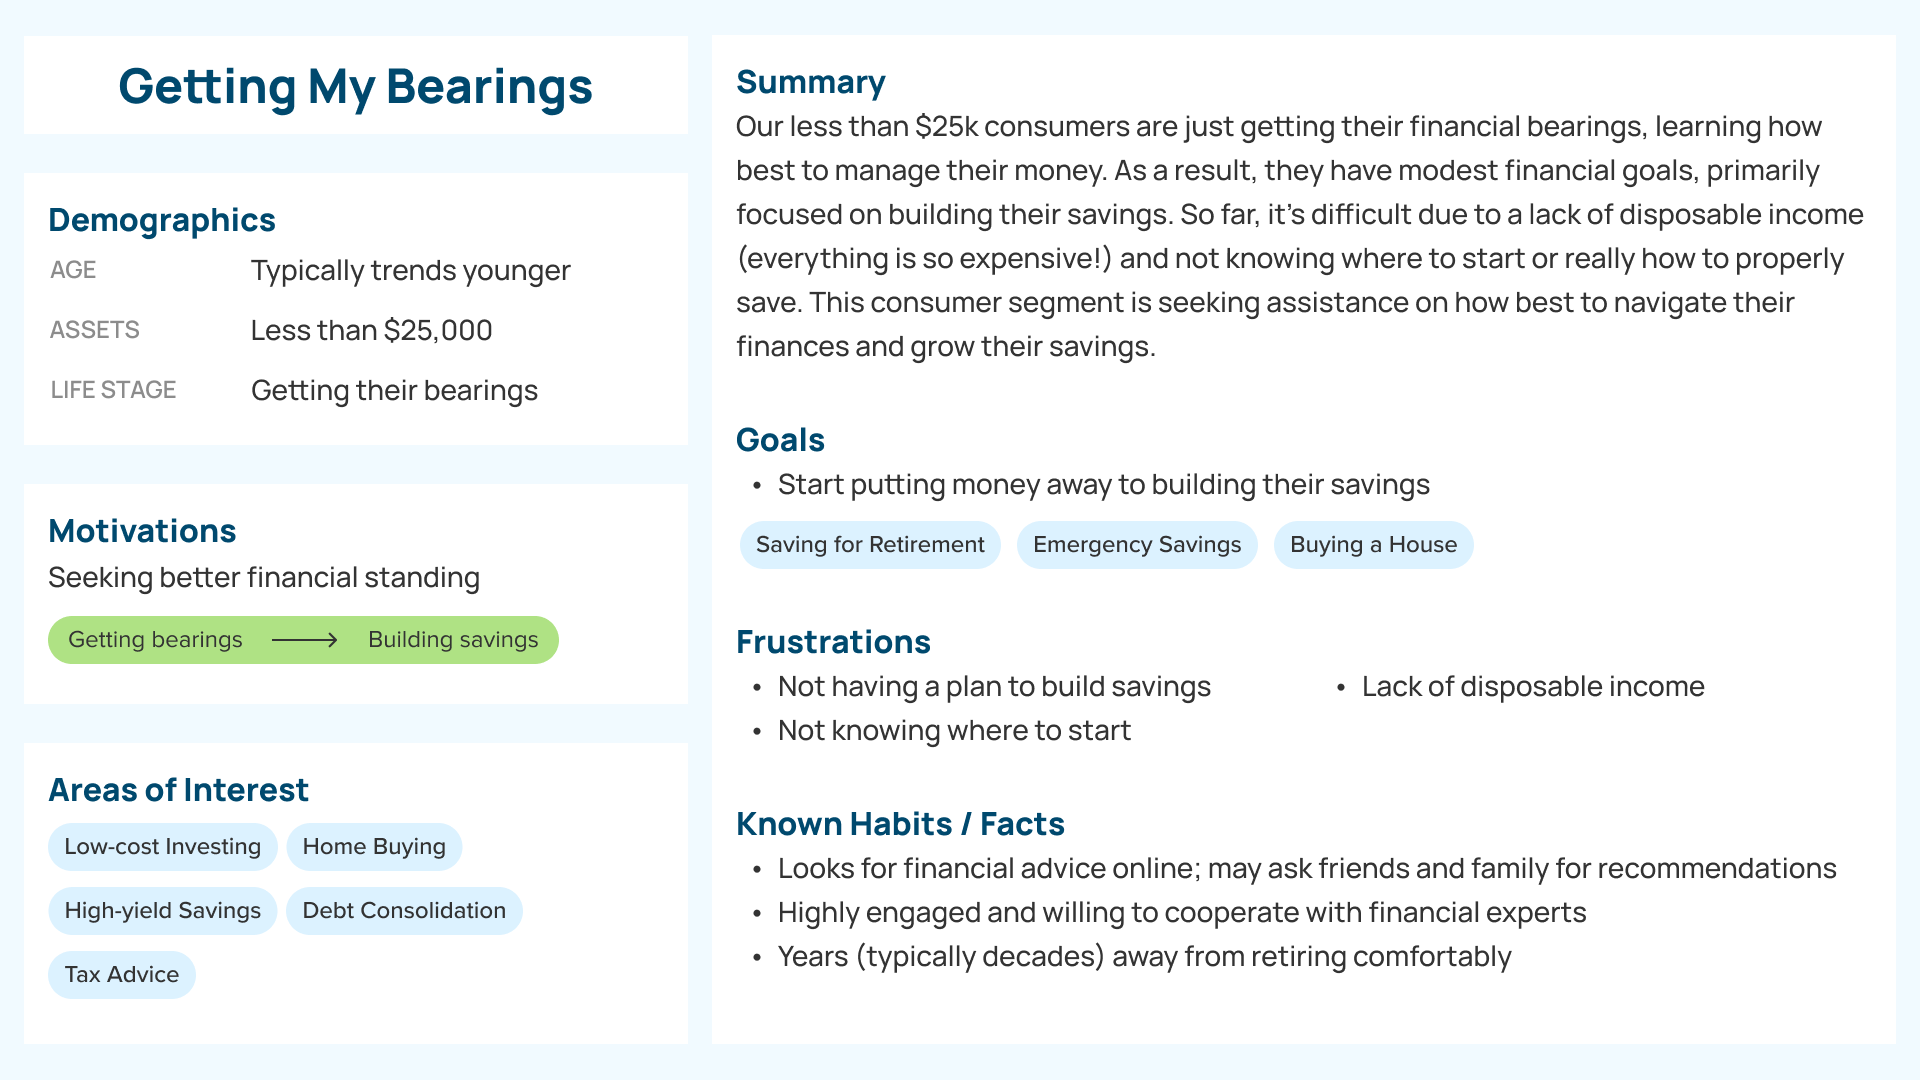 Getting My Bearings
Demographics
AGE Typically trends younger
ASSETS Less than $25,000
LIFE STAGE Getting their bearings
Motivations
Seeking better financial standing
Getting bearings → Building savings
Areas of Interest
Low-cost Investing Home Buying
High-yield Savings Debt Consolidation
Tax Advice
Summary
Our less than $25k consumers are just getting their financial bearings, learning how
best to manage their money. As a result, they have modest financial goals, primarily
focused on building their savings. So far, it’s difficult due to a lack of disposable income
(everything is so expensive!) and not knowing where to start or really how to properly
save. This consumer segment is seeking assistance on how best to navigate their
finances and grow their savings.
Goals
• Start putting money away to building their savings
Saving for Retirement Emergency Savings Buying a House
Frustrations
• Not having a plan to build savings • Lack of disposable income
• Not knowing where to start
Known Habits / Facts
• Looks for financial advice online; may ask friends and family for recommendations
• Highly engaged and willing to cooperate with financial experts
• Years (typically decades) away from retiring comfortably